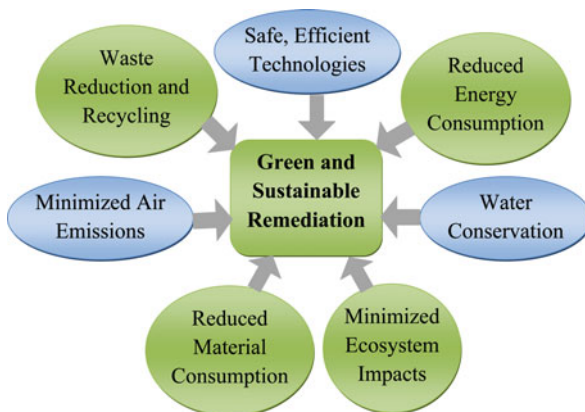 Safe, Efficient
Technologies
Waste
Reduction and
Recycling
Reduced
Energy
Consumption
Green and
Sustainable
Remediation
Minimized Air
Emissions
Water
Conservation
Reduced
Material
Consumption
Minimized
Ecosystem
Impacts